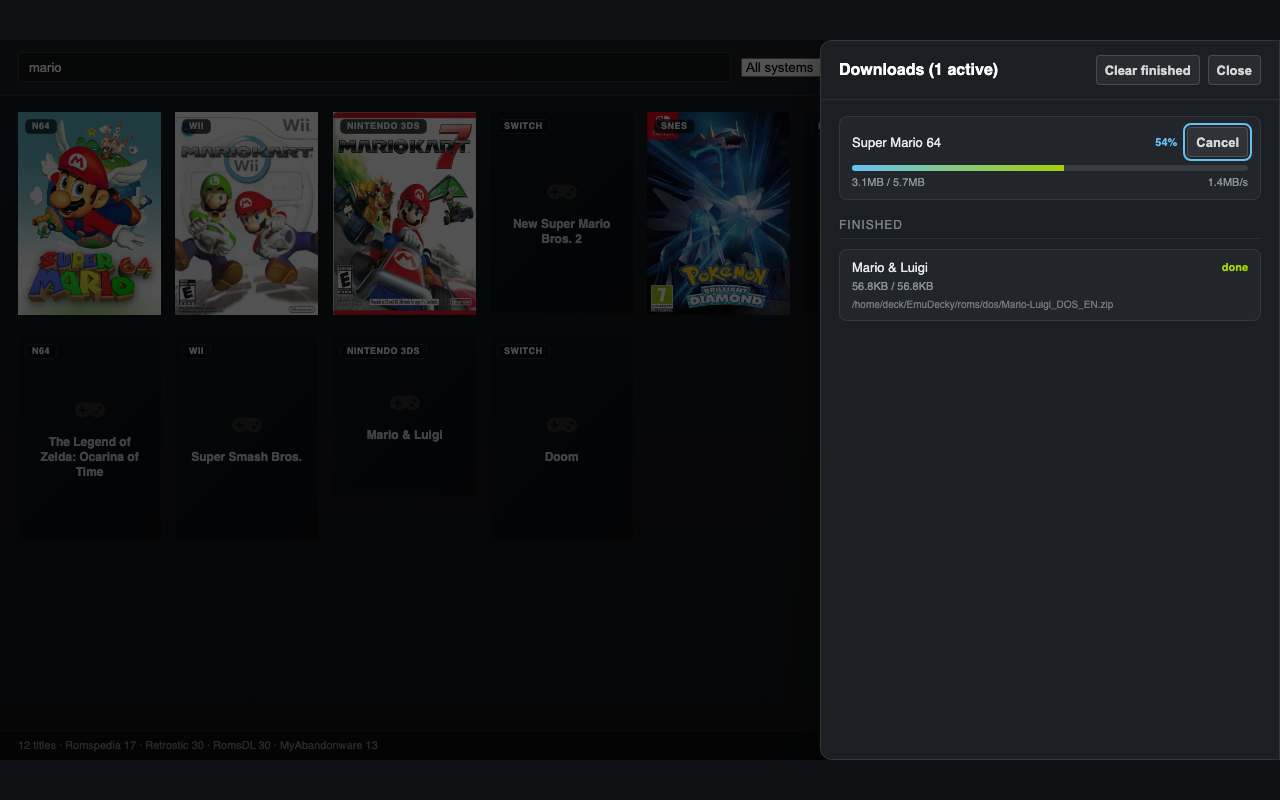 mario
All systems
Downloads (1 active)
Clear finished
Close
Super Mario 64
54%
Cancel
3.1MB / 5.7MB
1.4MB/s
FINISHED
Mario & Luigi
done
56.8KB / 56.8KB
/home/deck/EmuDecky/roms/dos/Mario-Luigi_DOS_EN.zip
N64
SUPER
MARIO 64
WII
Wii
MARIOKART
Wii
NINTENDO 3DS
MARIOKART 7
SWITCH
New Super Mario
Bros. 2
SNES
POKÉMON
BRILLIANT
DIAMOND
7
N64
The Legend of
Zelda: Ocarina of
Time
WII
Super Smash Bros.
NINTENDO 3DS
Mario & Luigi
SWITCH
Doom
12 titles · Romspedia 17 · Retrostic 30 · RomsDL 30 · MyAbandonware 13